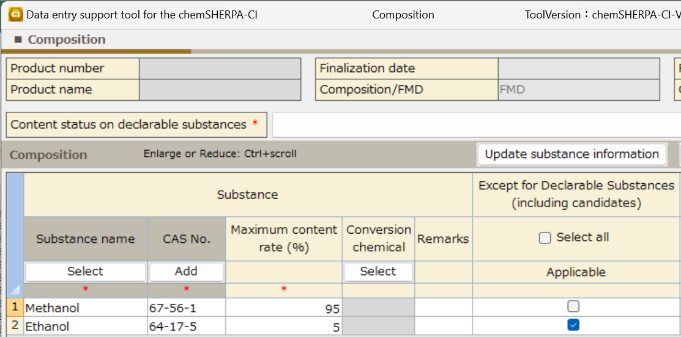 Data entry support tool for the chemSHERPA-CI Composition ToolVersion：chemSHERPA-CI-V
■ Composition
Product number
Finalization date
Product name
Composition/FMD FMD
Content status on declarable substances *
Composition Enlarge or Reduce: Ctrl+scroll Update substance information
Substance
Except for Declarable Substances
(including candidates)
Substance name CAS No. Maximum content
rate (%)
Conversion
chemical
Remarks
Select all
Select Add Select Applicable
* * *
1 Methanol 67-56-1 95
2 Ethanol 64-17-5 5